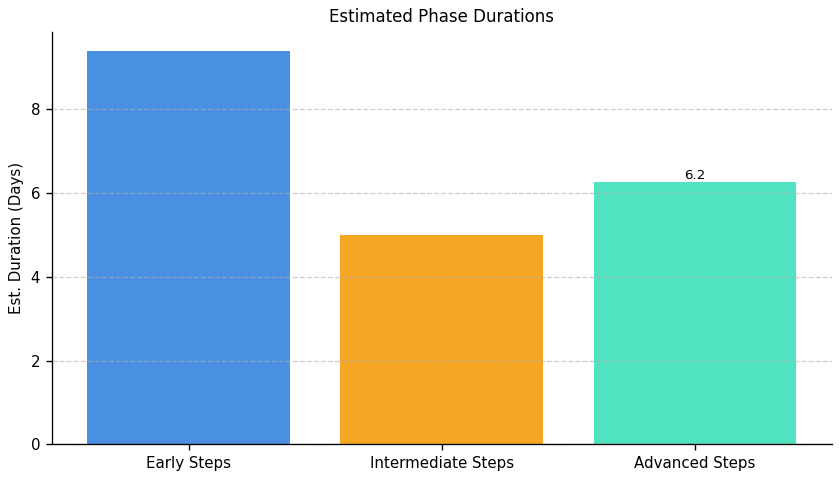 Estimated Phase Durations
Est. Duration (Days)
8
6
4
2
0
6.2
Early Steps
Intermediate Steps
Advanced Steps